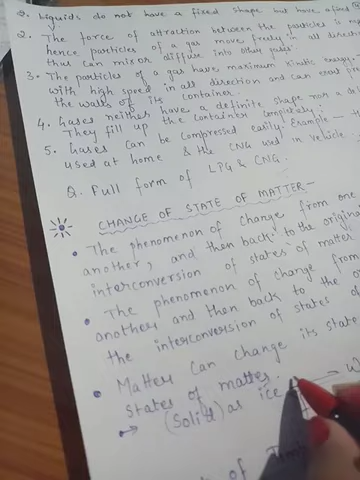 2. Liquids do not have a fixed shape but have a fixed
2. The force of attraction between the particles is
hence particles of a gas move freely in all direction
thus can mix or diffuse into other gases.
3. The particles of a gas have maximum kinetic energy
with high speed in all direction and can exert
the walls of its container.
4. Gases neither have a definite shape nor a
They fill up the container completely.
5. Gases can be compressed easily. Example -
used at home & the CNG used in vehicle
Q. Full form of LPG & CNG.
CHANGE OF STATE OF MATTER -
• The phenomenon of change from one
another, and then back to the
interconversion of states of matter
• The phenomenon of change from
another and then back to the
the interconversion of states of
• Matter can change its state
states of matter.
→ (Solid) as ice →
of